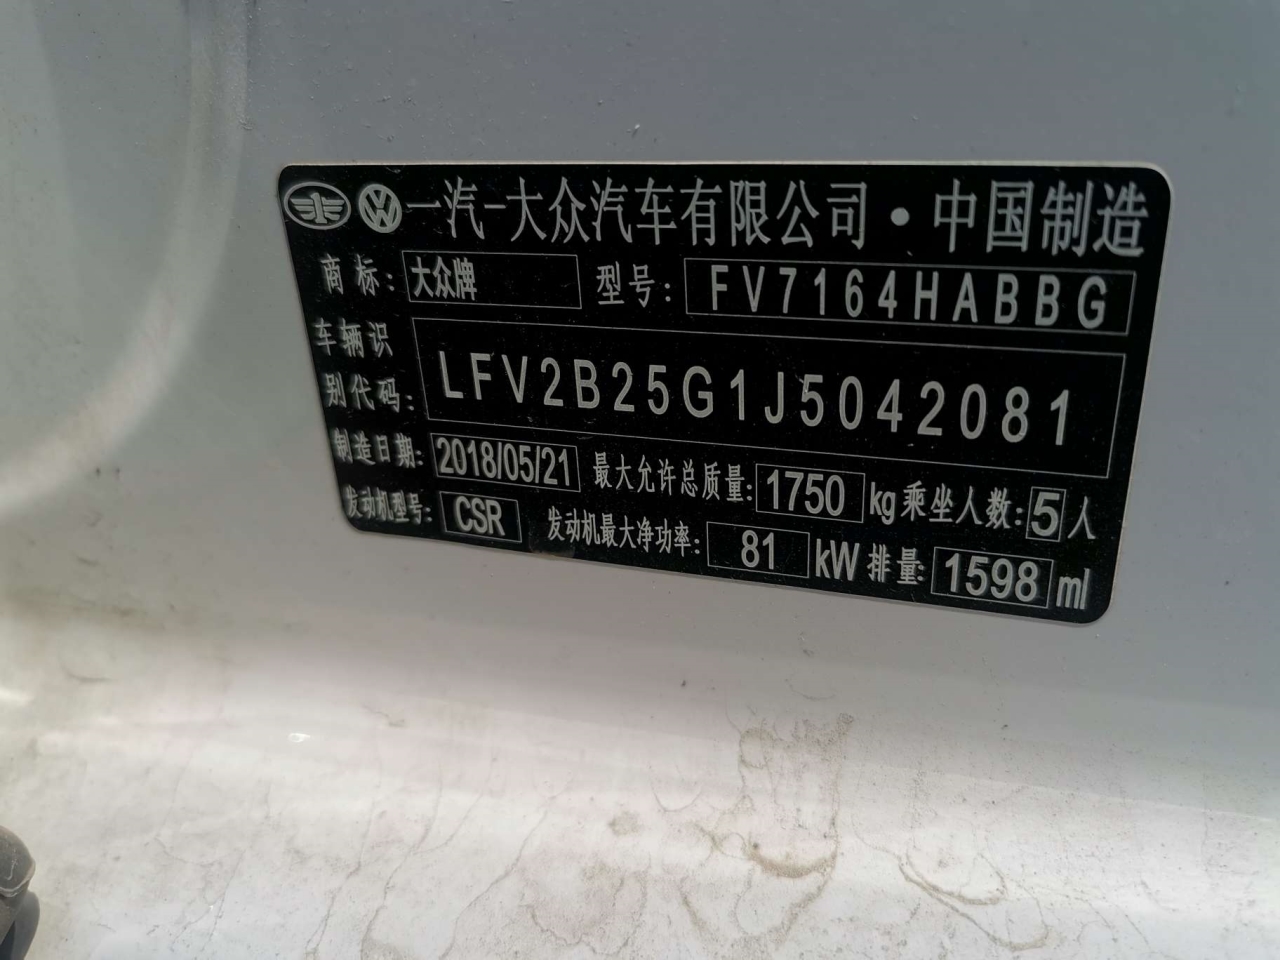 一汽-大众汽车有限公司·中国制造
商标: 大众牌 型号: FV7164HABBG
车辆识别代码: LFV2B25G1J5042081
制造日期: 2018/05/21 最大允许总质量: 1750 kg 乘坐人数: 5 人
发动机型号: CSR 发动机最大净功率: 81 kW 排量: 1598 ml